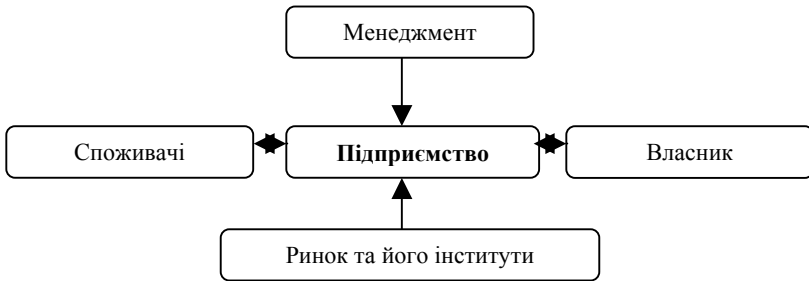 Менеджмент
Споживачі
Підприємство
Власник
Ринок та його інститути